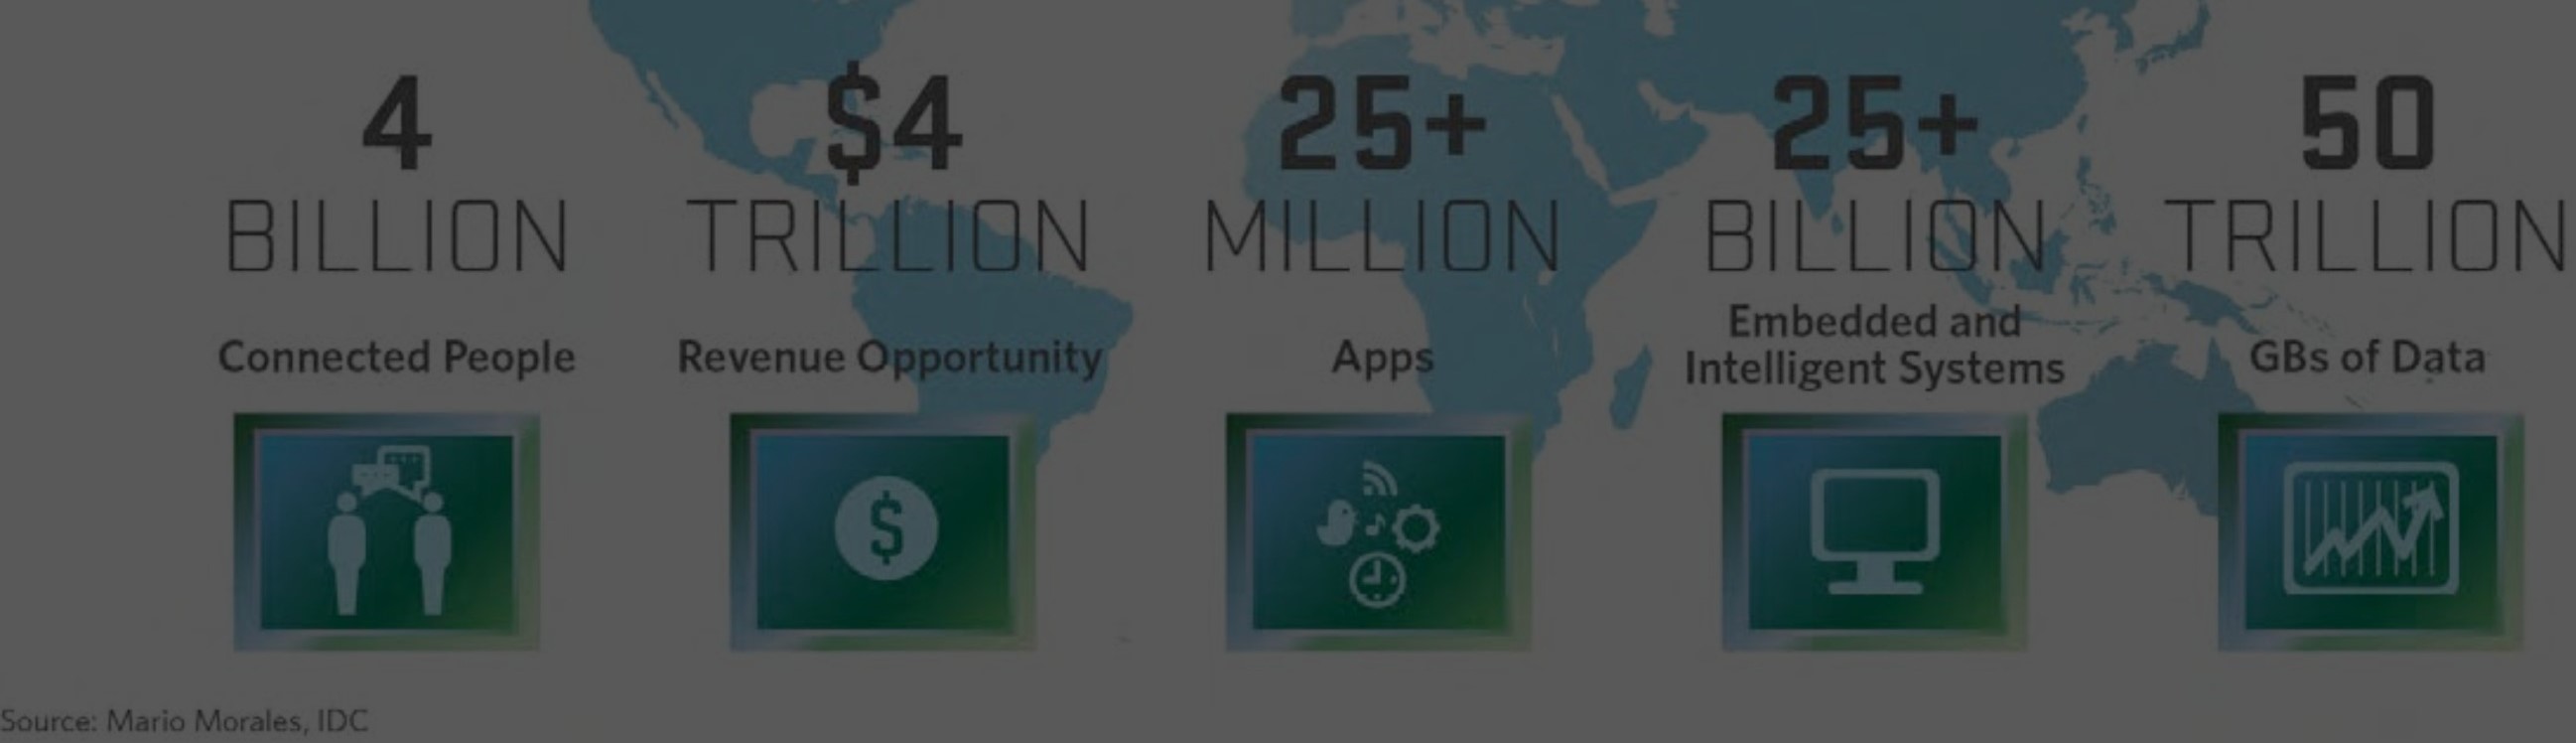 4
BILLION
Connected People
$4
TRILLION
Revenue Opportunity
25+
MILLION
Apps
25+
BILLION
Embedded and
Intelligent Systems
50
TRILLION
GBs of Data
Source: Mario Morales, IDC